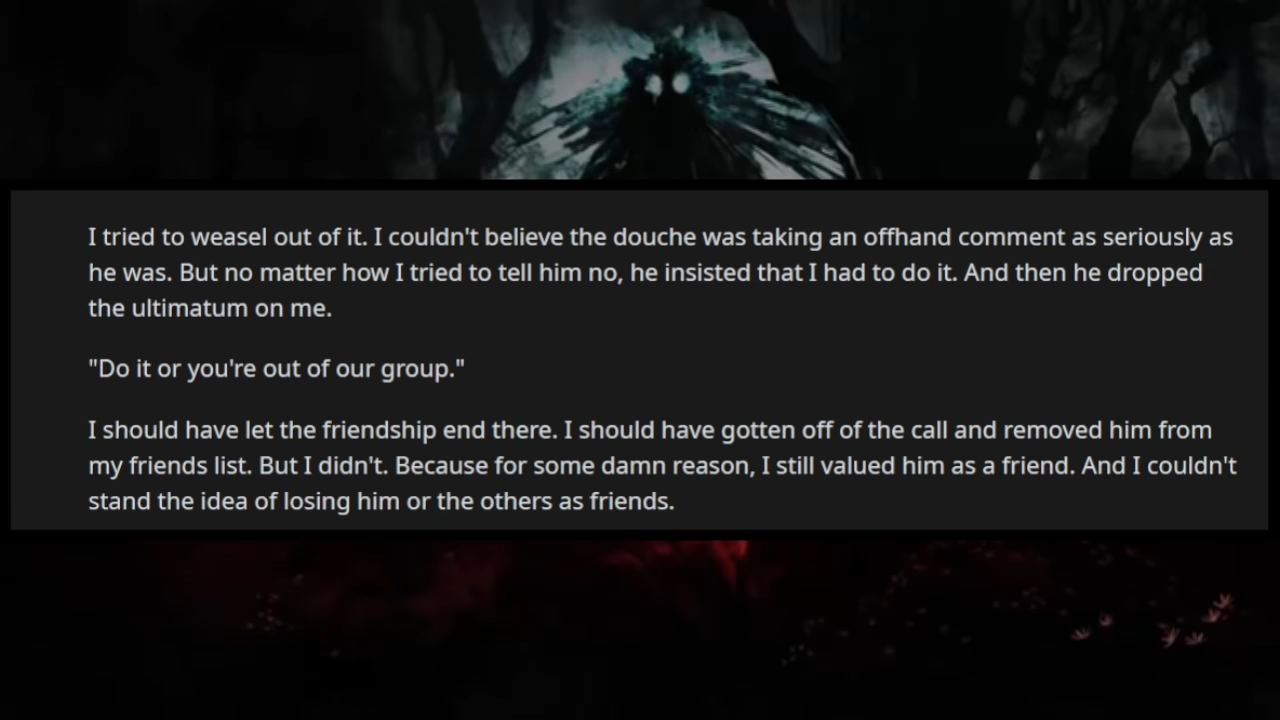 I tried to weasel out of it. I couldn't believe the douche was taking an offhand comment as seriously as
he was. But no matter how I tried to tell him no, he insisted that I had to do it. And then he dropped
the ultimatum on me.
"Do it or you're out of our group."
I should have let the friendship end there. I should have gotten off of the call and removed him from
my friends list. But I didn't. Because for some damn reason, I still valued him as a friend. And I couldn't
stand the idea of losing him or the others as friends.